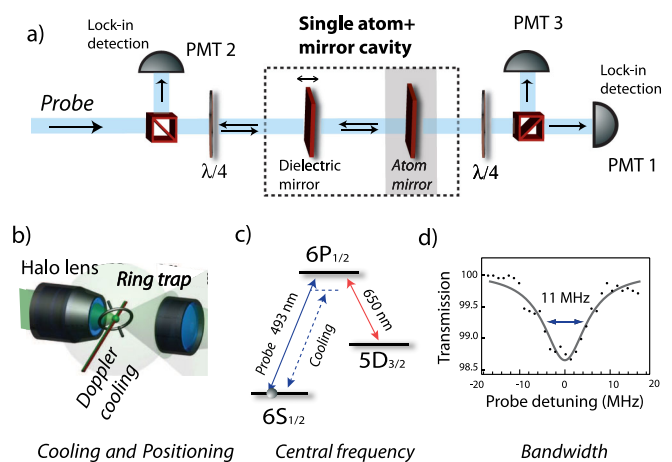 a)
Lock-in
detection
PMT 2
Single atom+
mirror cavity
PMT 3
Lock-in
detection
Probe
λ/4
Dielectric
mirror
Atom
mirror
λ/4
PMT 1
b)
Halo lens
Ring trap
Doppler
cooling
Cooling and Positioning
c)
6P1/2
Probe 493 nm
Cooling
650 nm
5D3/2
6S1/2
Central frequency
d)
Transmission
100
99.5
99.0
98.5
11 MHz
-20
-10
0
10
20
Probe detuning (MHz)
Bandwidth